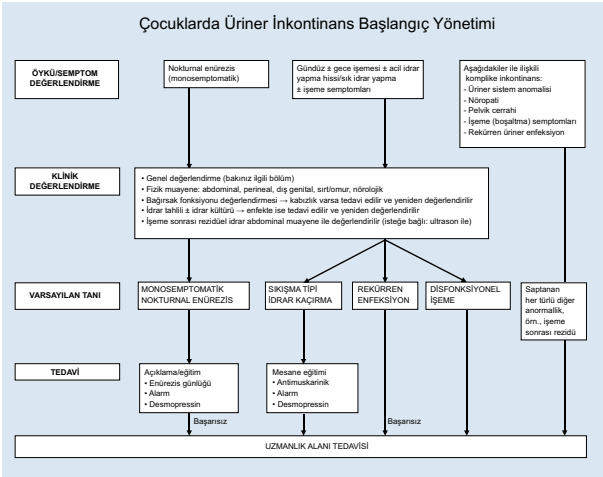 Çocuklarda Üriner İnkontinans Başlangıç Yönetimi
ÖYKÜ/SEMPTOM
DEĞERLENDİRME
Nokturnal enürezis
(monosemptomatik)
Gündüz ± gece işemesi ± acil idrar
yapma hissi/sık idrar yapma
± işeme semptomları
Aşağıdakiler ile ilişkili
komplike inkontinans:
- Üriner sistem anomalisi
- Nöropati
- Pelvik cerrahi
- İşeme (boşaltma) semptomları
- Rekürren üriner enfeksiyon
KLİNİK
DEĞERLENDİRME
• Genel değerlendirme (bakınız ilgili bölüm)
• Fizik muayene: abdominal, perineal, dış genital, sırt/omur, nörolojik
• Bağırsak fonksiyonu değerlendirmesi → kabızlık varsa tedavi edilir ve yeniden değerlendirilir
• İdrar tahlili ± idrar kültürü → enfekte ise tedavi edilir ve yeniden değerlendirilir
• İşeme sonrası rezidüel idrar abdominal muayene ile değerlendirilir (isteğe bağlı: ultrason ile)
VARSAYILAN TANI
MONOSEMPTOMATİK
NOKTURNAL ENÜREZİS
SIKIŞMA TİPİ
İDRAR KAÇIRMA
REKÜRREN
ENFEKSİYON
DİSFONKSİYONEL
İŞEME
Saptanan
her türlü diğer
anormallik,
örn., işeme
sonrası rezidü
TEDAVİ
Açıklama/eğitim
• Enürezis günlüğü
• Alarm
• Desmopressin
Mesane eğitimi
• Antimuskarinik
• Alarm
• Desmopressin
Başarısız
Başarısız
UZMANLIK ALANI TEDAVİSİ